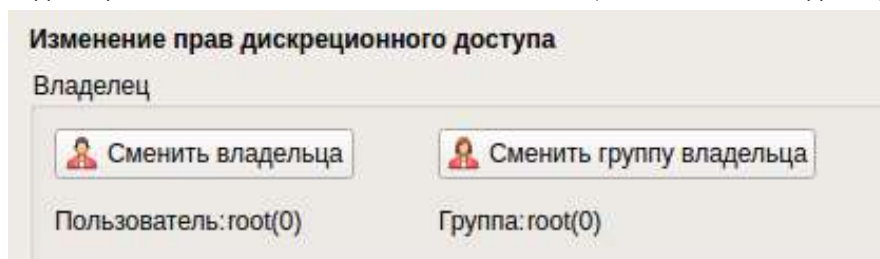 Изменение прав дискреционного доступа
Владелец
Сменить владельца Сменить группу владельца
Пользователь:root(0) Группа:root(0)